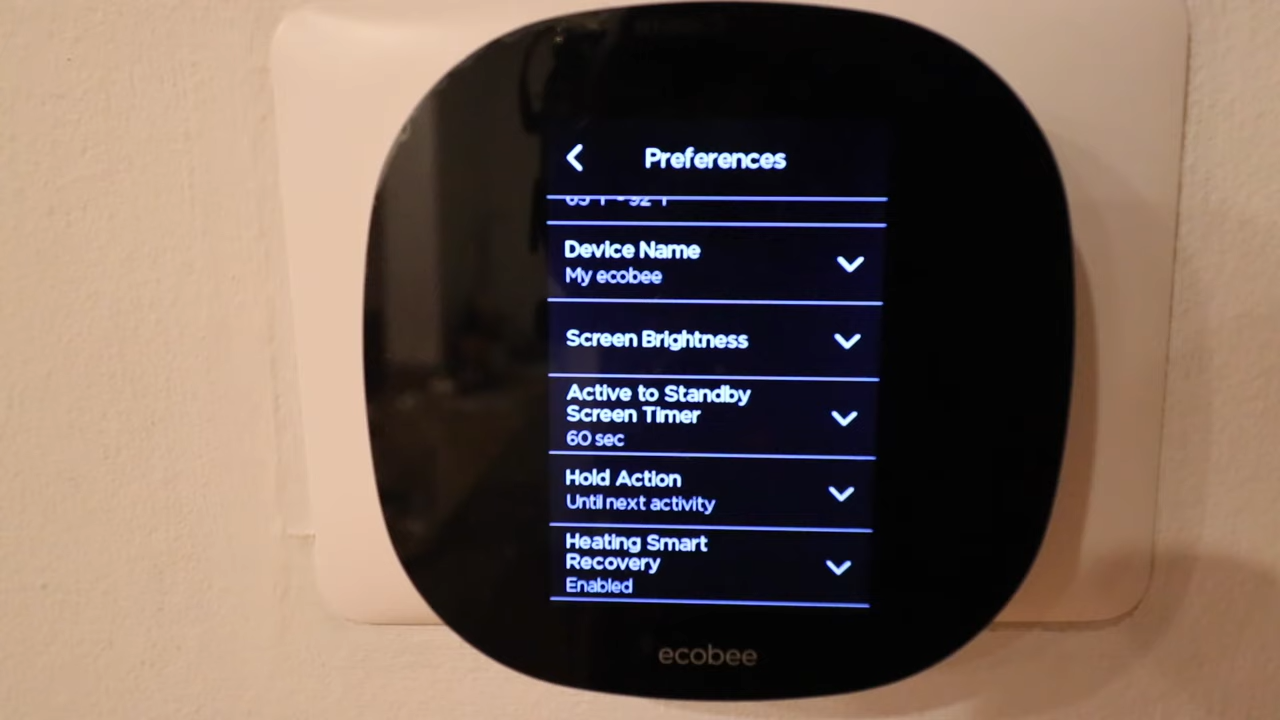 Preferences
Device Name
My ecobee
Screen Brightness
Active to Standby
Screen Timer
60 sec
Hold Action
Until next activity
Heating Smart
Recovery
Enabled
ecobee